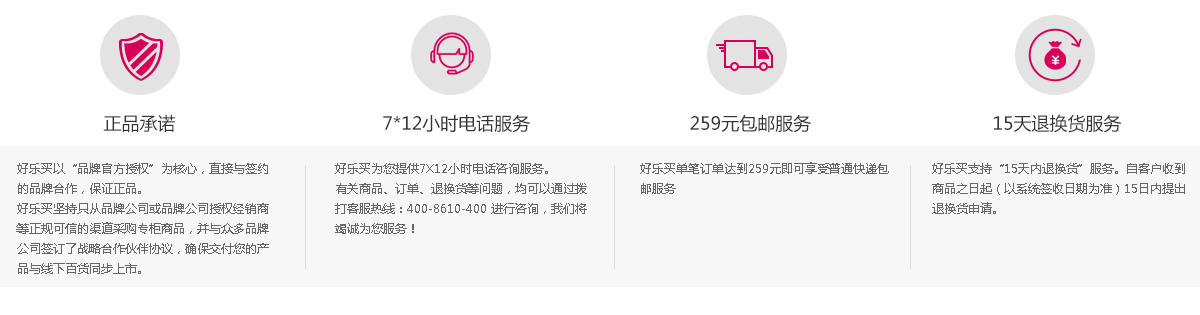 正品承诺
好乐买以“品牌官方授权”为核心，直接与签约
的品牌合作，保证正品。
好乐买坚持只从品牌公司或品牌公司授权经销商
等正规可信的渠道采购专柜商品，并与众多品牌
公司签订了战略合作伙伴协议，确保交付您的产
品与线下百货同步上市。
7*12小时电话服务
好乐买为您提供7X12小时电话咨询服务。
有关商品、订单、退换货等问题，均可以通过拨
打客服热线：400-8610-400 进行咨询，我们将
竭诚为您服务！
259元包邮服务
好乐买单笔订单达到259元即可享受普通快递包
邮服务
15天退换货服务
好乐买支持“15天内退换货”服务。自客户收到
商品之日起（以系统签收日期为准）15日内提出
退换货申请。